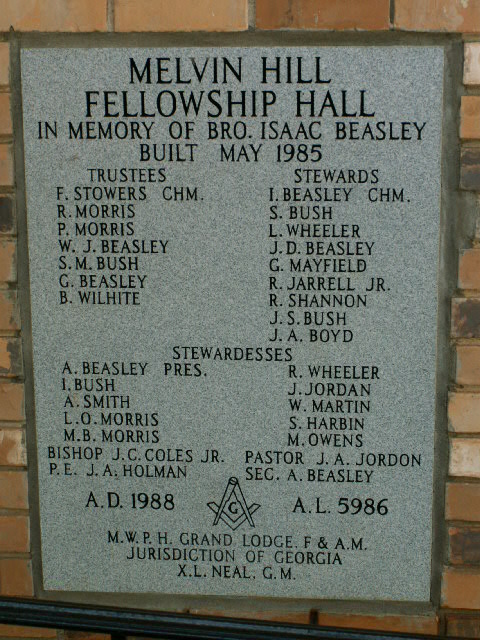 MELVIN HILL
FELLOWSHIP HALL
IN MEMORY OF BRO. ISAAC BEASLEY
BUILT MAY 1985
TRUSTEES
F. STOWERS CHM.
R. MORRIS
P. MORRIS
W. J. BEASLEY
S. M. BUSH
G. BEASLEY
B. WILHITE
STEWARDS
I. BEASLEY CHM.
S. BUSH
L. WHEELER
J. D. BEASLEY
G. MAYFIELD
R. JARRELL JR.
R. SHANNON
J. S. BUSH
J. A. BOYD
STEWARDESSES
A. BEASLEY PRES.
I. BUSH
A. SMITH
L. O. MORRIS
M. B. MORRIS
R. WHEELER
J. JORDAN
W. MARTIN
S. HARBIN
M. OWENS
BISHOP J. C. COLES JR. PASTOR J. A. JORDON
P. E. J. A. HOLMAN SEC. A. BEASLEY
A.D. 1988 G A.L. 5986
M.W.P. H. GRAND LODGE. F & A.M.
JURISDICTION OF GEORGIA
X.L. NEAL, G.M.